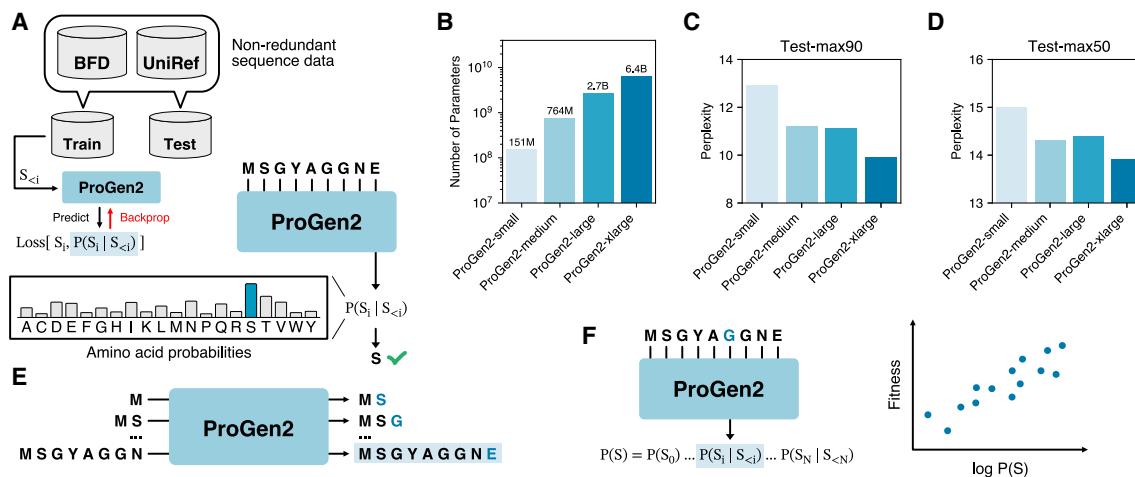 A
BFD
UniRef
Non-redundant
sequence data
Train
Test
S<i
ProGen2
Predict
Backprop
Loss[ Si, P(Si | S<i) ]
M S G Y A G G N E
ProGen2
P(Si | S<i)
S
A C D E F G H I K L M N P Q R S T V W Y
Amino acid probabilities
B
Number of Parameters
10^10
10^9
10^8
10^7
151M
764M
2.7B
6.4B
ProGen2-small
ProGen2-medium
ProGen2-large
ProGen2-xlarge
C
Test-max90
Perplexity
14
12
10
8
ProGen2-small
ProGen2-medium
ProGen2-large
ProGen2-xlarge
D
Test-max50
Perplexity
16
15
14
13
ProGen2-small
ProGen2-medium
ProGen2-large
ProGen2-xlarge
E
M
M S
...
M S G Y A G G N
ProGen2
M S
M S G
...
M S G Y A G G N E
F
M S G Y A G G N E
ProGen2
P(S) = P(S0) ... P(Si | S<i) ... P(SN | S<N)
Fitness
log P(S)